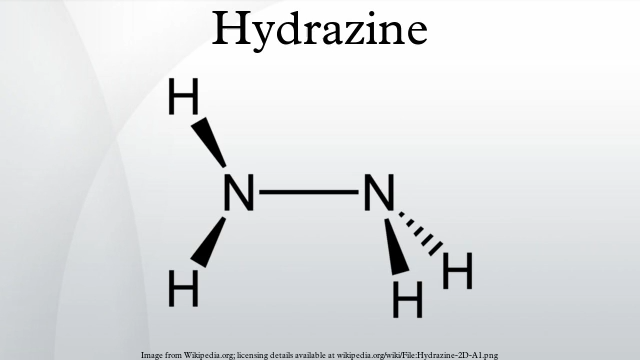 Hydrazine
H
N N
H
H
H
Image from Wikipedia.org; licensing details available at wikipedia.org/wiki/File:Hydrazine-2D-A1.png